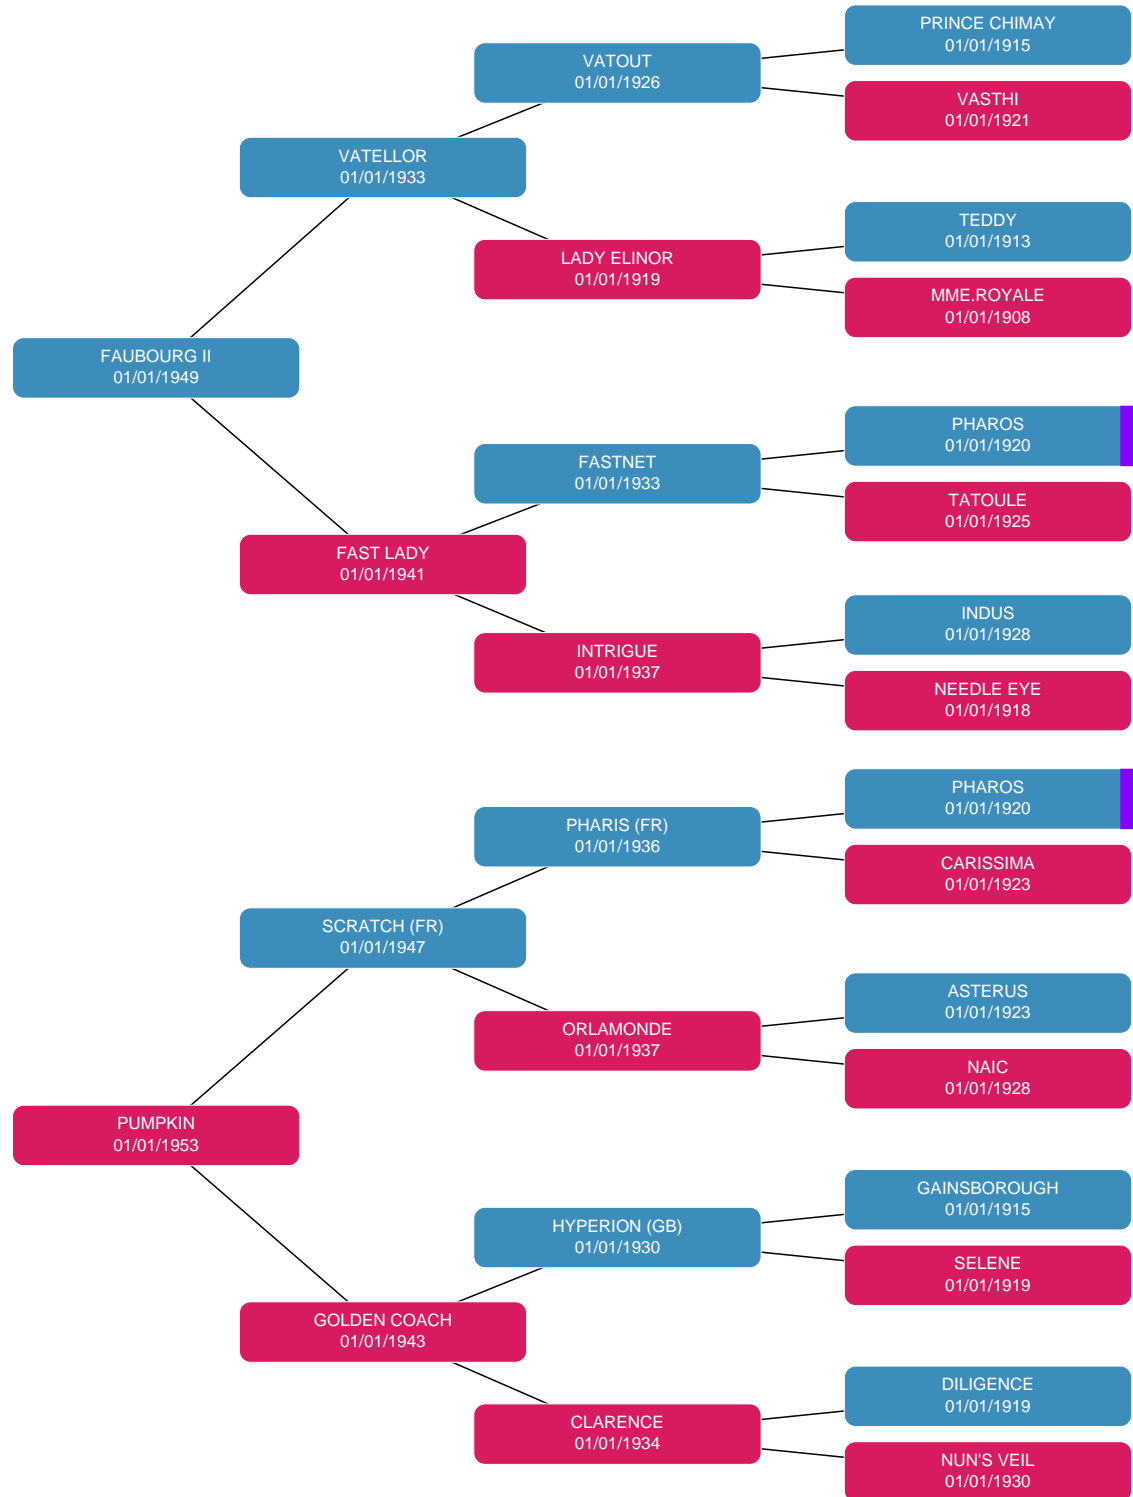 PRINCE CHIMAY
01/01/1915
VATOUT
01/01/1926
VASTHI
01/01/1921
VATELLOR
01/01/1933
TEDDY
01/01/1913
LADY ELINOR
01/01/1919
MME.ROYALE
01/01/1908
FAUBOURG II
01/01/1949
PHAROS
01/01/1920
FASTNET
01/01/1933
TATOULE
01/01/1925
FAST LADY
01/01/1941
INDUS
01/01/1928
INTRIGUE
01/01/1937
NEEDLE EYE
01/01/1918
PHAROS
01/01/1920
PHARIS (FR)
01/01/1936
CARISSIMA
01/01/1923
SCRATCH (FR)
01/01/1947
ASTERUS
01/01/1923
ORLAMONDE
01/01/1937
NAIC
01/01/1928
PUMPKIN
01/01/1953
GAINSBOROUGH
01/01/1915
HYPERION (GB)
01/01/1930
SELENE
01/01/1919
GOLDEN COACH
01/01/1943
DILIGENCE
01/01/1919
CLARENCE
01/01/1934
NUN'S VEIL
01/01/1930